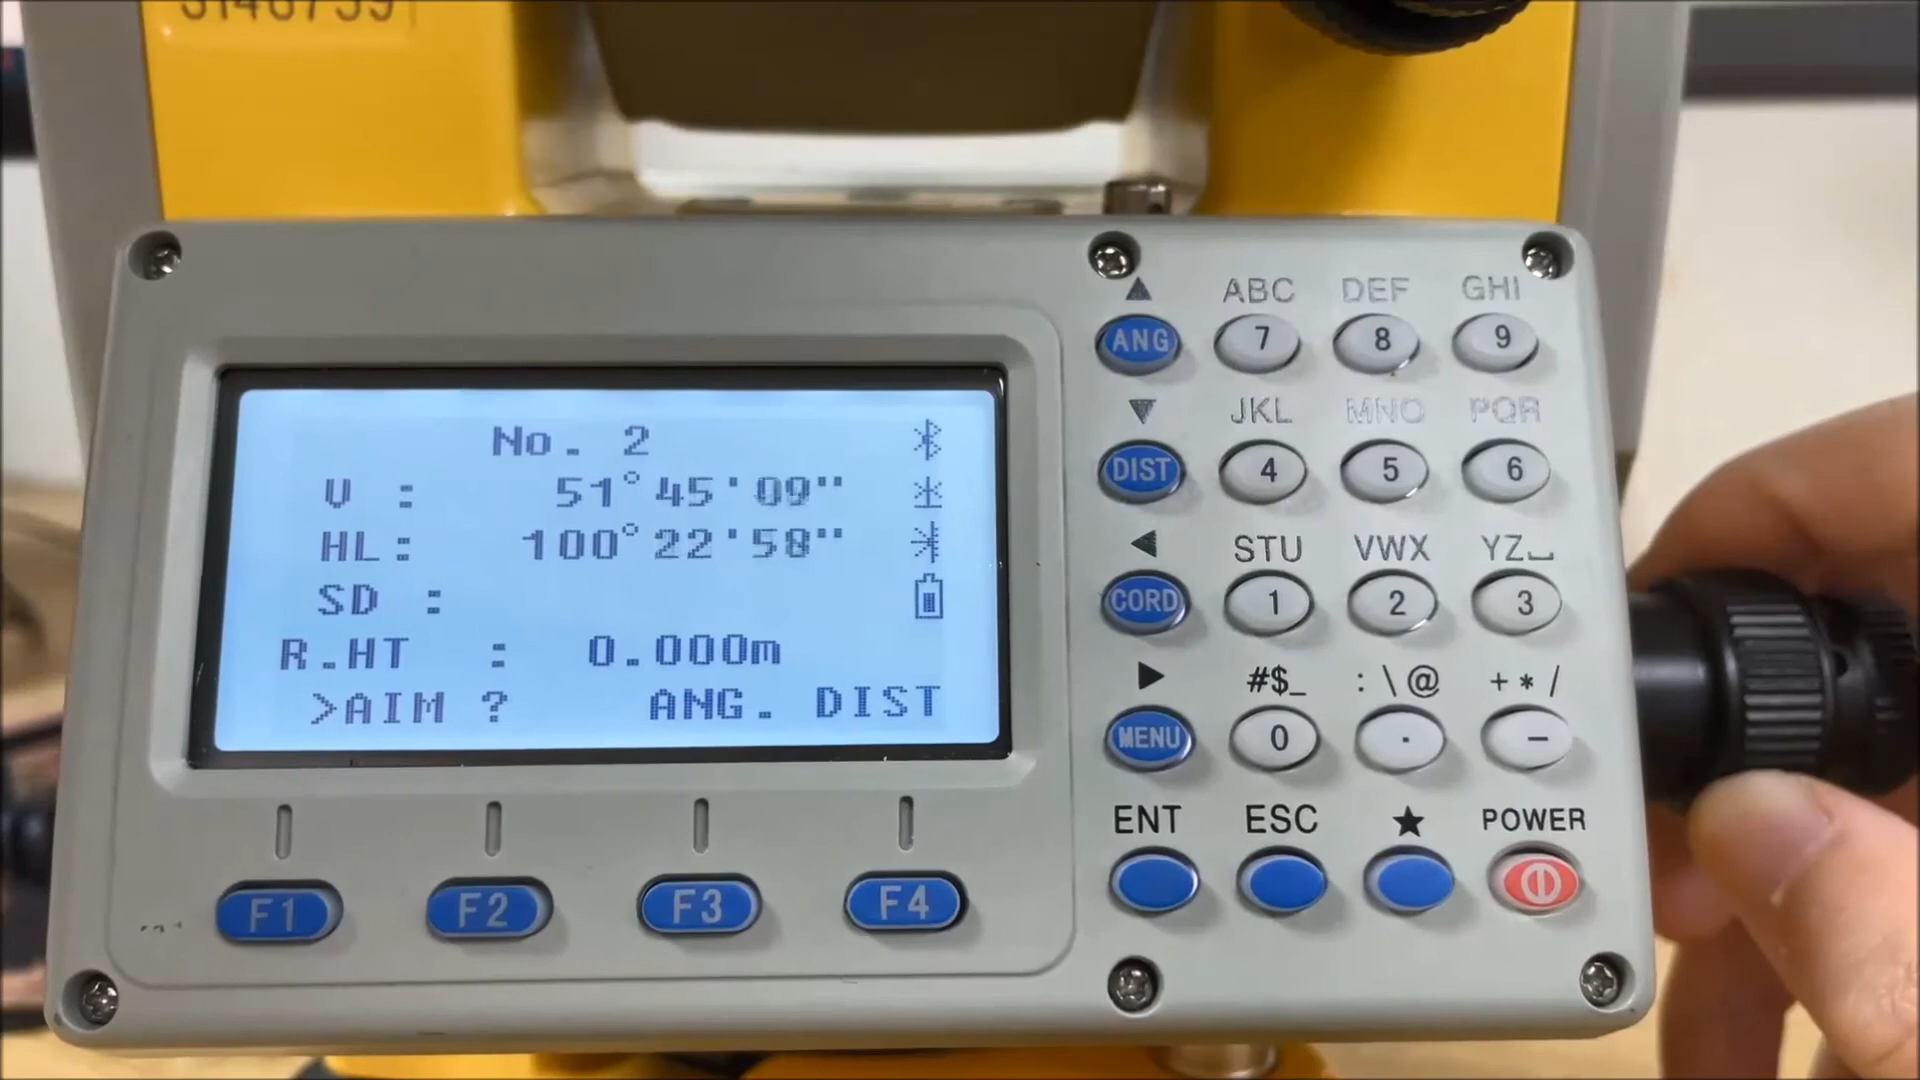 No. 2
V : 51°45'09"
HL: 100°22'58"
SD :
R.HT : 0.000m
>AIM ? ANG. DIST
F1 F2 F3 F4
▲ ABC DEF GHI
ANG 7 8 9
▼ JKL MNO PQR
DIST 4 5 6
◀ STU VWX YZ⎵
CORD 1 2 3
▶ #$_ :\@ +*/
MENU 0 . -
ENT ESC ★ POWER